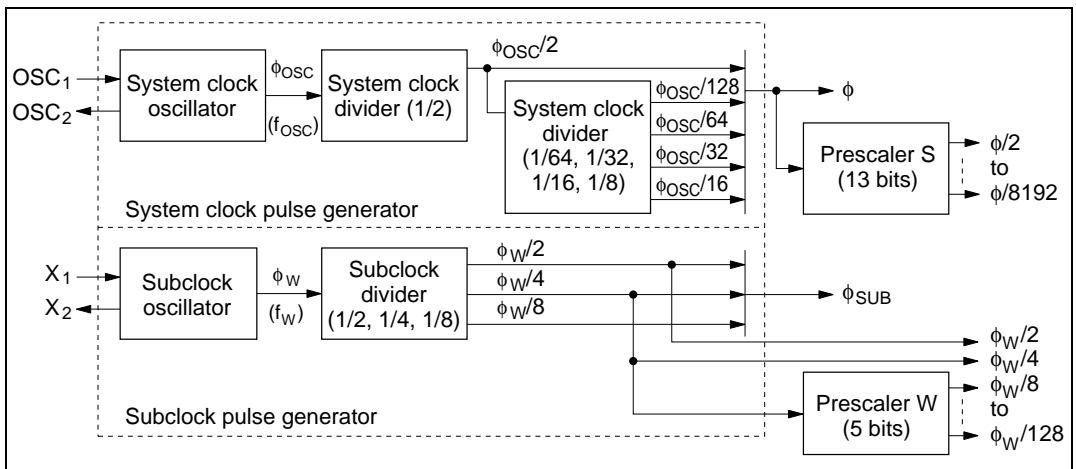 OSC1
OSC2
System clock
oscillator
ϕOSC
(fOSC)
System clock
divider (1/2)
ϕOSC/2
System clock
divider
(1/64, 1/32,
1/16, 1/8)
ϕOSC/128
ϕOSC/64
ϕOSC/32
ϕOSC/16
ϕ
Prescaler S
(13 bits)
ϕ/2
to
ϕ/8192
System clock pulse generator
X1
X2
Subclock
oscillator
ϕW
(fW)
Subclock
divider
(1/2, 1/4, 1/8)
ϕW/2
ϕW/4
ϕW/8
ϕSUB
ϕW/2
ϕW/4
Prescaler W
(5 bits)
ϕW/8
to
ϕW/128
Subclock pulse generator